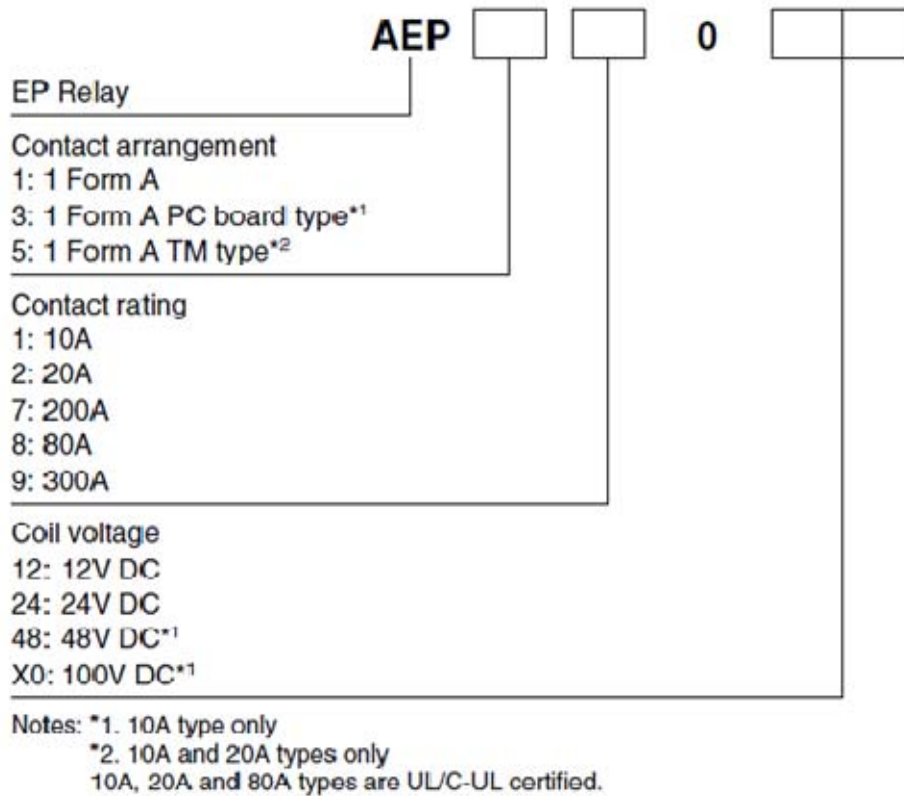 AEP 0
EP Relay
Contact arrangement
1: 1 Form A
3: 1 Form A PC board type*1
5: 1 Form A TM type*2
Contact rating
1: 10A
2: 20A
7: 200A
8: 80A
9: 300A
Coil voltage
12: 12V DC
24: 24V DC
48: 48V DC*1
X0: 100V DC*1
Notes: *1. 10A type only
*2. 10A and 20A types only
10A, 20A and 80A types are UL/C-UL certified.